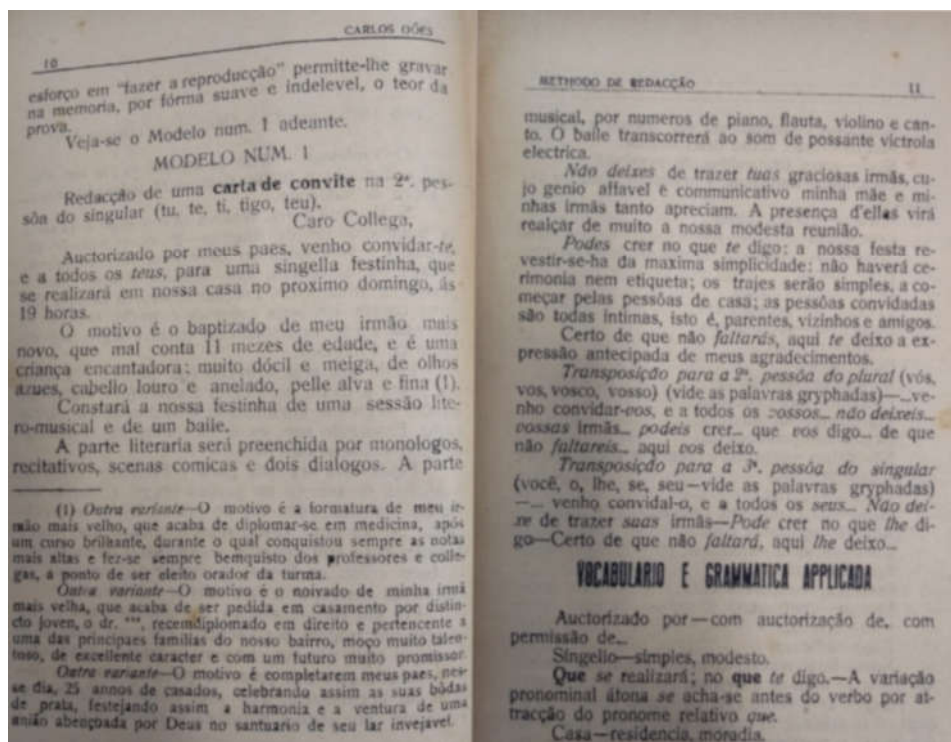 10
CARLOS GÓES
esforço em "fazer a reproducção" permitte-lhe gravar
na memoria, por fórma suave e indelevel, o teor da
prova.
Veja-se o Modelo num. 1 adeante.
MODELO NUM. 1
Redacção de uma carta de convite na 2ª. pes-
sôa do singular (tu, te, ti, tigo, teu).
Caro Collega,
Auctorizado por meus paes, venho convidar-te,
e a todos os teus, para uma singella festinha, que
se realizará em nossa casa no proximo domingo, ás
19 horas.
O motivo é o baptizado de meu irmão mais
novo, que mal conta 11 mezes de edade, e é uma
criança encantadora: muito dócil e meiga, de olhos
azues, cabello louro e anelado, pelle alva e fina (1).
Constará a nossa festinha de uma sessão lite-
ro-musical e de um baile.
A parte literaria será preenchida por monologos,
recitativos, scenas comicas e dois dialogos. A parte
(1) Outra variante—O motivo é a formatura de meu ir-
mão mais velho, que acaba de diplomar-se em medicina, após
um curso brilhante, durante o qual conquistou sempre as notas
mais altas e fez-se sempre bemquisto dos professores e colle-
gas, a ponto de ser eleito orador da turma.
Outra variante—O motivo é o noivado de minha irmã
mais velha, que acaba de ser pedida em casamento por distin-
cto joven, o dr. ***, recemdiplomado em direito e pertencente a
uma das principaes familias do nosso bairro, moço muito talen-
toso, de excellente caracter e com um futuro muito promissor.
Outra variante—O motivo é completarem meus paes, nes-
se dia, 25 annos de casados, celebrando assim as suas bôdas
de prata, festejando assim a harmonia e a ventura de uma
união abençoada por Deus no santuario de seu lar invejavel.
METHODO DE REDACÇÃO
11
musical, por numeros de piano, flauta, violino e can-
to. O baile transcorrerá ao som de possante victrola
electrica.
Não deixes de trazer tuas graciosas irmãs, cu-
jo genio affavel e communicativo minha mãe e mi-
nhas irmãs tanto apreciam. A presença d'ellas virá
realçar de muito a nossa modesta reunião.
Podes crer no que te digo: a nossa festa re-
vestir-se-ha da maxima simplicidade: não haverá ce-
rimonia nem etiqueta; os trajes serão simples, a co-
meçar pelas pessôas de casa; as pessôas convidadas
são todas intimas, isto é, parentes, vizinhos e amigos.
Certo de que não faltarás, aqui te deixo a ex-
pressão antecipada de meus agradecimentos.
Transposição para a 2ª. pessôa do plural (vós,
vos, vosco, vosso) (vide as palavras gryphadas)—...ve-
nho convidar-vos, e a todos os vossos... não deixeis...
vossas irmãs... podeis crer... que vos digo... de que
não faltareis... aqui vos deixo.
Transposição para a 3ª. pessôa do singular
(você, o, lhe, se, seu—vide as palavras gryphadas)
—... venho convidal-o, e a todos os seus... Não dei-
xe de trazer suas irmãs—Pode crer no que lhe di-
go—Certo de que não faltará, aqui lhe deixo...
VOCABULARIO E GRAMMATICA APPLICADA
Auctorizado por—com auctorização de, com
permissão de...
Singello—simples, modesto.
Que se realizará; no que te digo.—A variação
pronominal átona se acha-se antes do verbo por at-
tracção do pronome relativo que.
Casa—residencia, moradia.